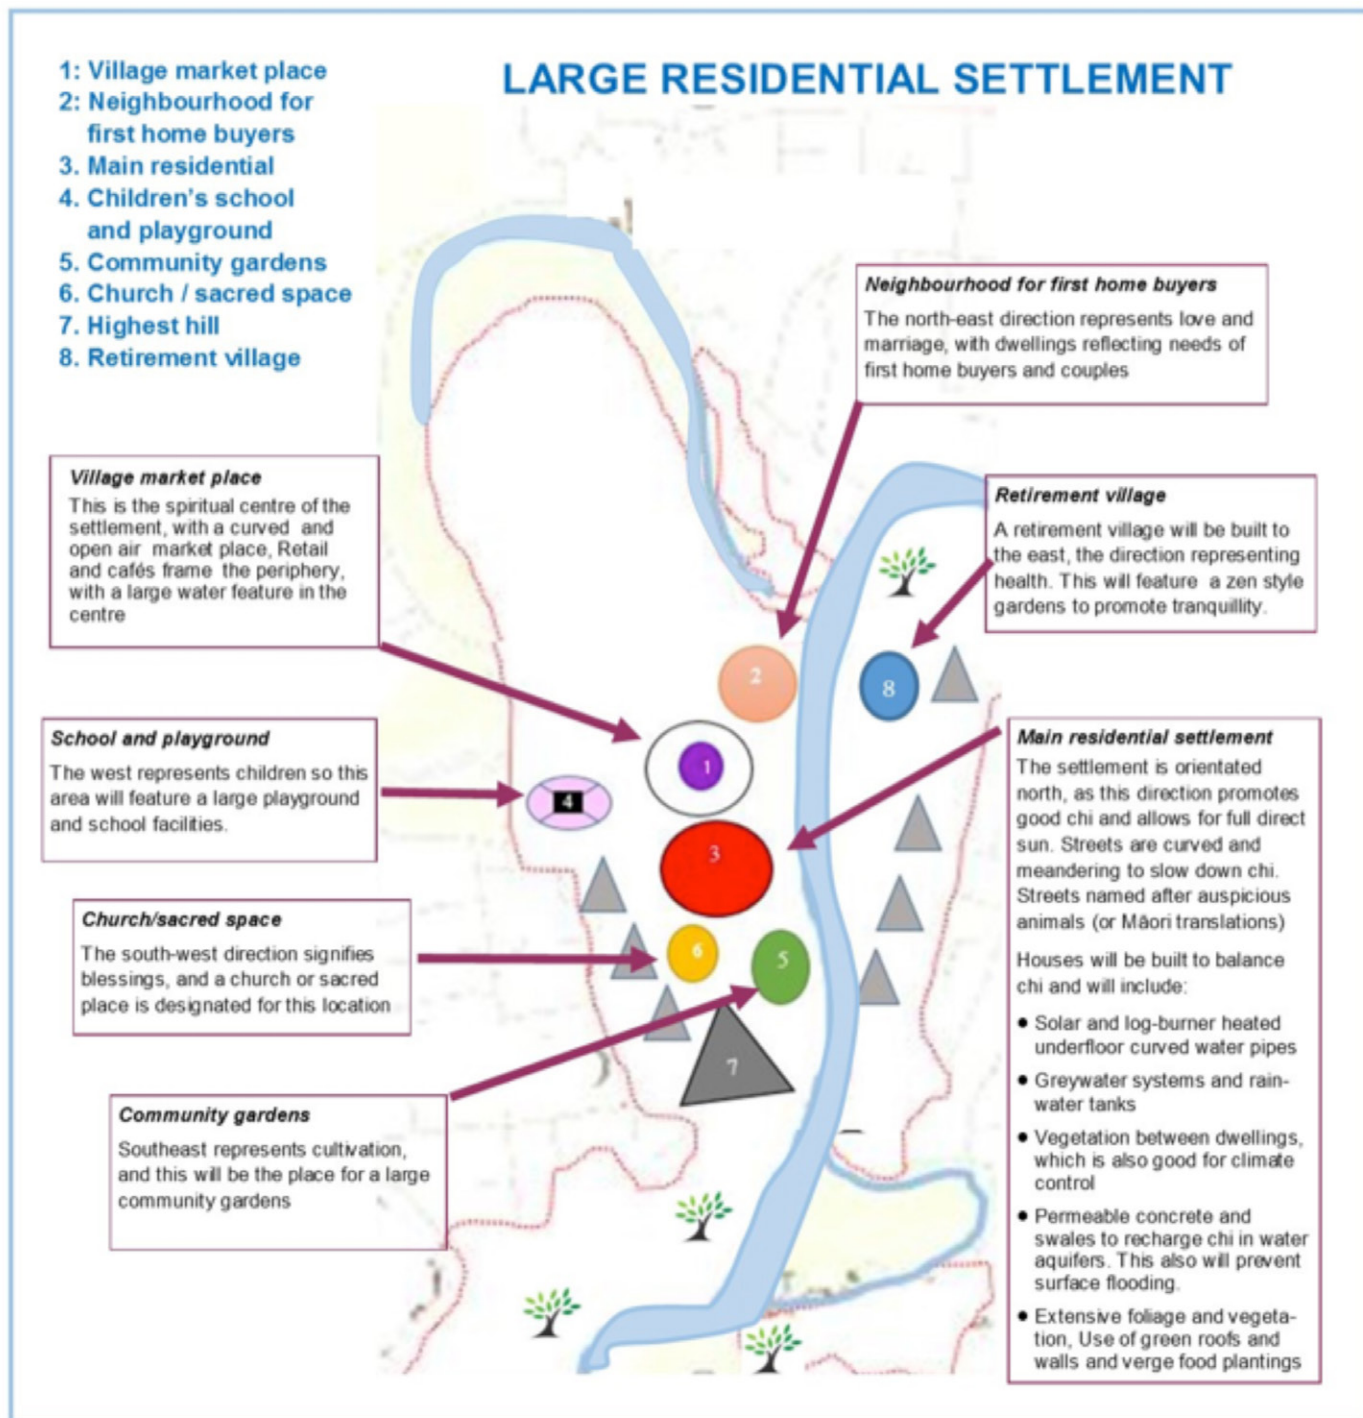 1: Village market place
2: Neighbourhood for
first home buyers
3. Main residential
4. Children's school
and playground
5. Community gardens
6. Church / sacred space
7. Highest hill
8. Retirement village
LARGE RESIDENTIAL SETTLEMENT
Neighbourhood for first home buyers
The north-east direction represents love and
marriage, with dwellings reflecting needs of
first home buyers and couples
Village market place
This is the spiritual centre of the
settlement, with a curved and
open air market place, Retail
and cafés frame the periphery,
with a large water feature in the
centre
Retirement village
A retirement village will be built to
the east, the direction representing
health. This will feature a zen style
gardens to promote tranquillity.
School and playground
The west represents children so this
area will feature a large playground
and school facilities.
Main residential settlement
The settlement is orientated
north, as this direction promotes
good chi and allows for full direct
sun. Streets are curved and
meandering to slow down chi.
Streets named after auspicious
animals (or Māori translations)
Houses will be built to balance
chi and will include:
● Solar and log-burner heated
underfloor curved water pipes
● Greywater systems and rain-
water tanks
● Vegetation between dwellings,
which is also good for climate
control
● Permeable concrete and
swales to recharge chi in water
aquifers. This also will prevent
surface flooding.
● Extensive foliage and vegeta-
tion, Use of green roofs and
walls and verge food plantings
Church/sacred space
The south-west direction signifies
blessings, and a church or sacred
place is designated for this location
Community gardens
Southeast represents cultivation,
and this will be the place for a large
community gardens
2
8
1
4
3
6
5
7